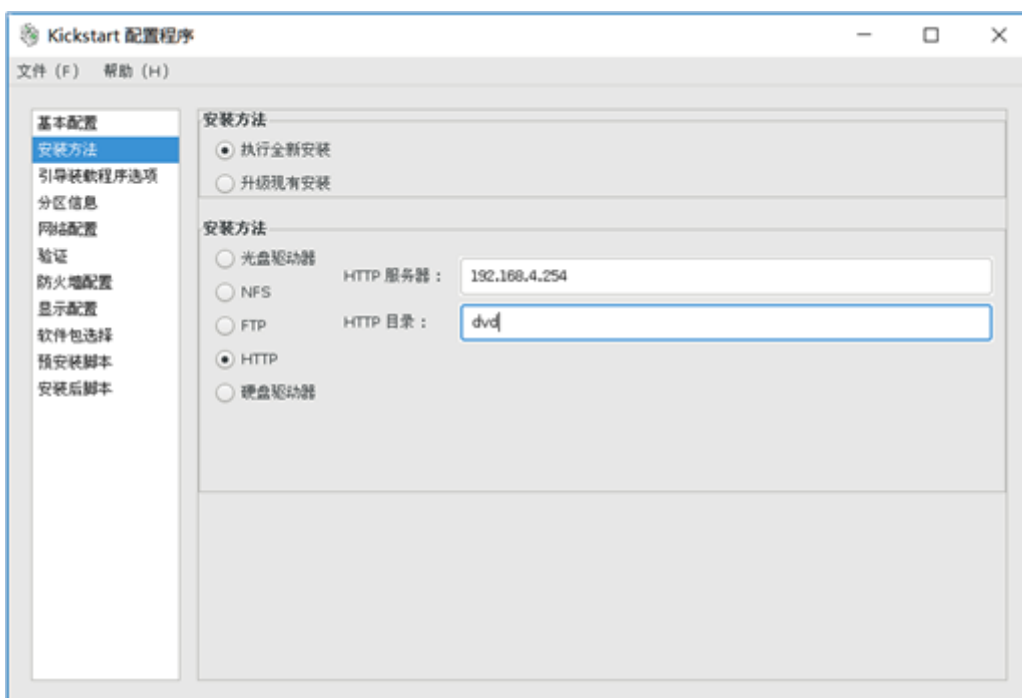 Kickstart 配置程序
文件 (F) 帮助 (H)
基本配置
安装方法
引导装载程序选项
分区信息
网络配置
验证
防火墙配置
显示配置
软件包选择
预安装脚本
安装后脚本
安装方法
执行全新安装
升级现有安装
安装方法
光盘驱动器
NFS
FTP
HTTP
硬盘驱动器
HTTP 服务器：
192.168.4.254
HTTP 目录：
dvd